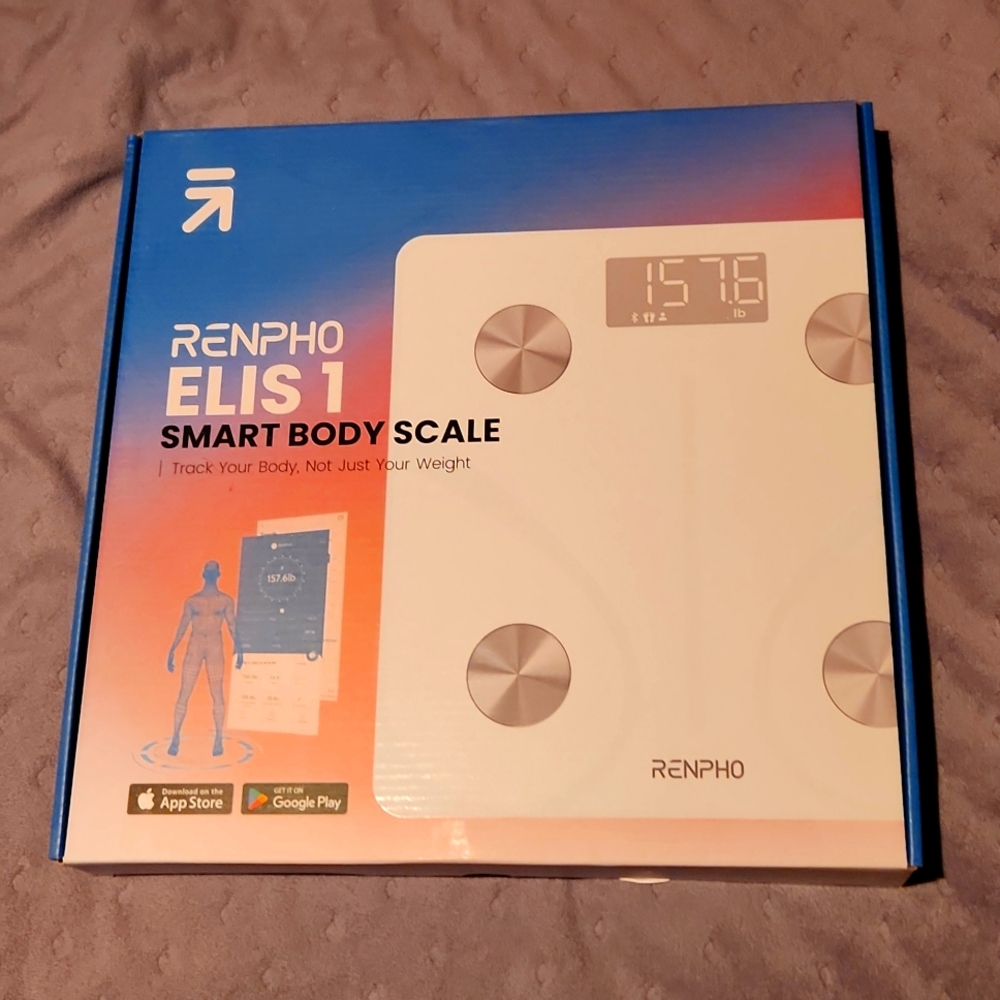 RENPHO
ELIS 1
SMART BODY SCALE
Track Your Body, Not Just Your Weight
157.6
lb
157.6lb
Download on the
App Store
GET IT ON
Google Play
RENPHO